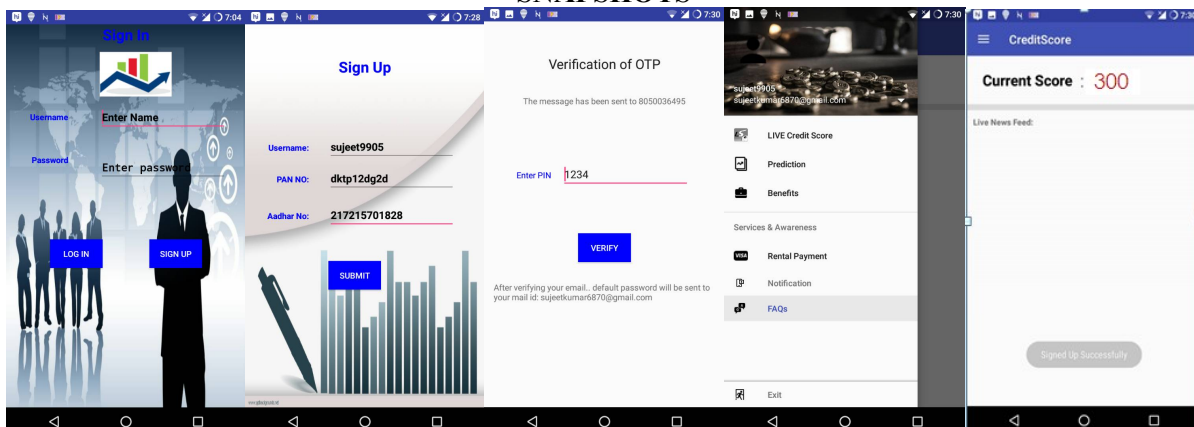 SNAPSHOTS
7:04
Sign In
Username
Enter Name
Password
Enter password
LOG IN
SIGN UP
7:28
Sign Up
Username:
sujeet9905
PAN NO:
dktp12dg2d
Aadhar No:
217215701828
SUBMIT
7:30
Verification of OTP
The message has been sent to 8050036495
Enter PIN
1234
VERIFY
After verifying your email.. default password will be sent to
your mail id: sujeetkumar6870@gmail.com
7:30
sujeet9905
sujeetkumar6870@gmail.com
LIVE Credit Score
Prediction
Benefits
Services & Awareness
VISA
Rental Payment
Notification
FAQs
Exit
CreditScore
Current Score : 300
Live News Feed:
Signed Up Successfully